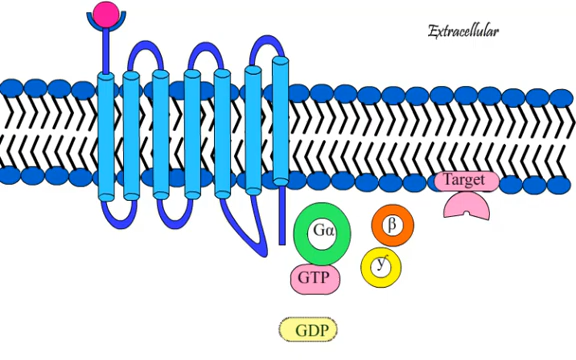 Extracellular
Target
Gα
β
GTP
γ
GDP